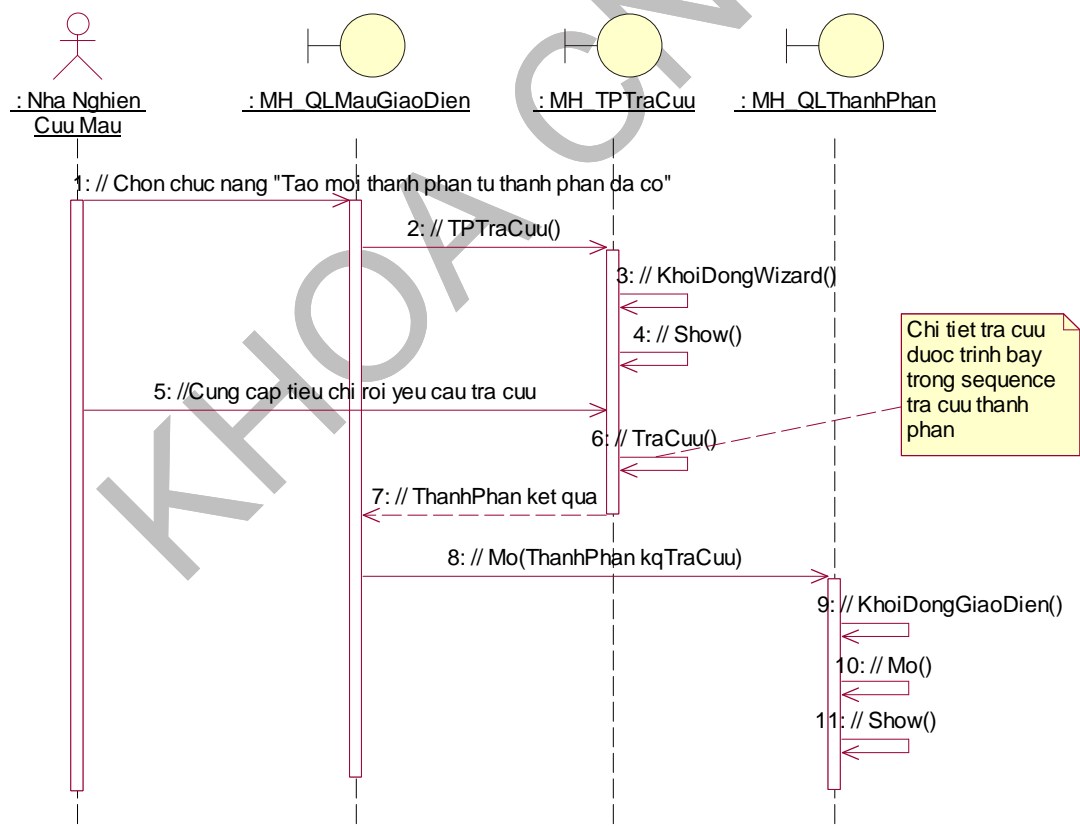 : Nha Nghien
Cuu Mau
: MH_QLMauGiaoDien
: MH_TPTraCuu
: MH_QLThanhPhan
1: // Chon chuc nang "Tao moi thanh phan tu thanh phan da co"
2: // TPTraCuu()
3: // KhoiDongWizard()
4: // Show()
Chi tiet tra cuu
duoc trinh bay
trong sequence
tra cuu thanh
phan
5: //Cung cap tieu chi roi yeu cau tra cuu
6: // TraCuu()
7: // ThanhPhan ket qua
8: // Mo(ThanhPhan kqTraCuu)
9: // KhoiDongGiaoDien()
10: // Mo()
11: // Show()
KHOA CN